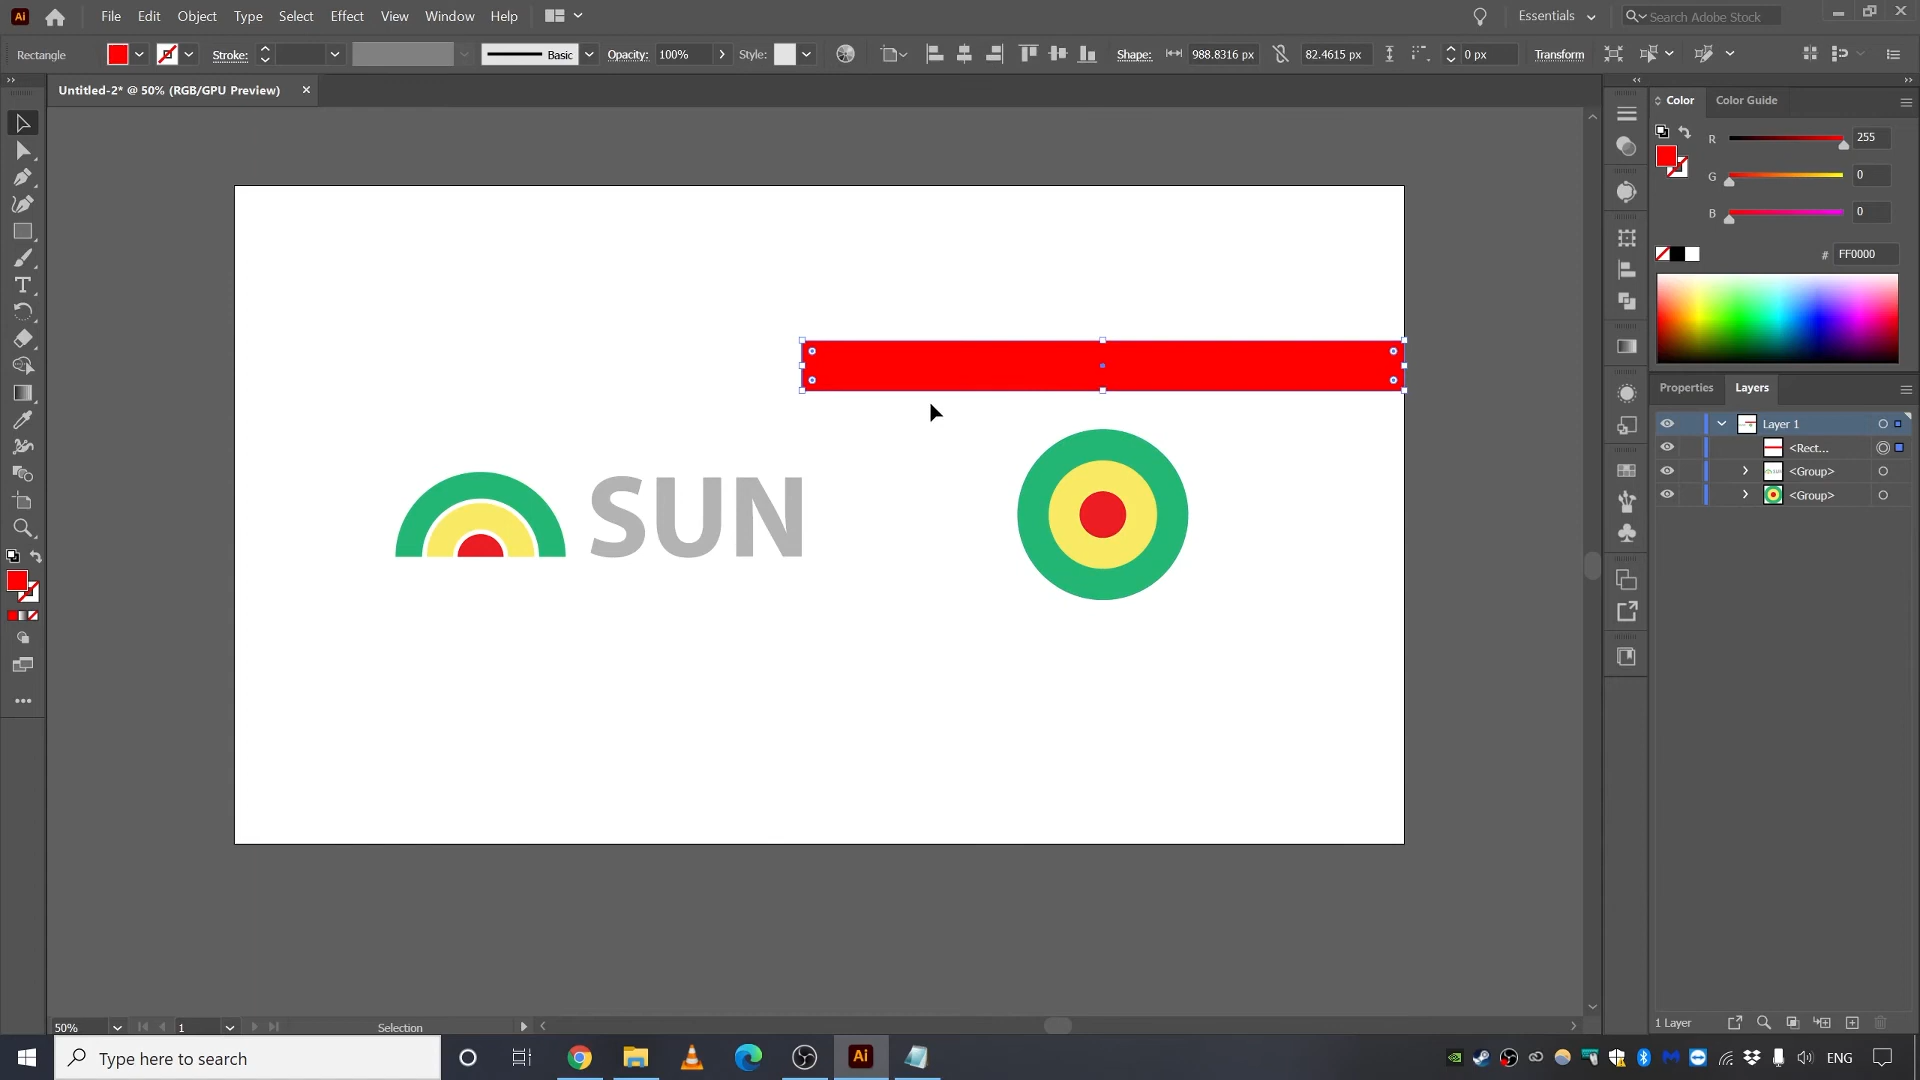 Ai File Edit Object Type Select Effect View Window Help Essentials Search Adobe Stock
Rectangle Stroke: Basic Opacity: 100% Style: Shape: 988.8316 px 82.4615 px 0 px Transform
Untitled-2* @ 50% (RGB/GPU Preview)
Color Color Guide
R 255
G 0
B 0
# FF0000
Properties Layers
Layer 1
<Rect...
<Group>
<Group>
SUN
50% 1 Selection
1 Layer
Type here to search
Ai
ENG